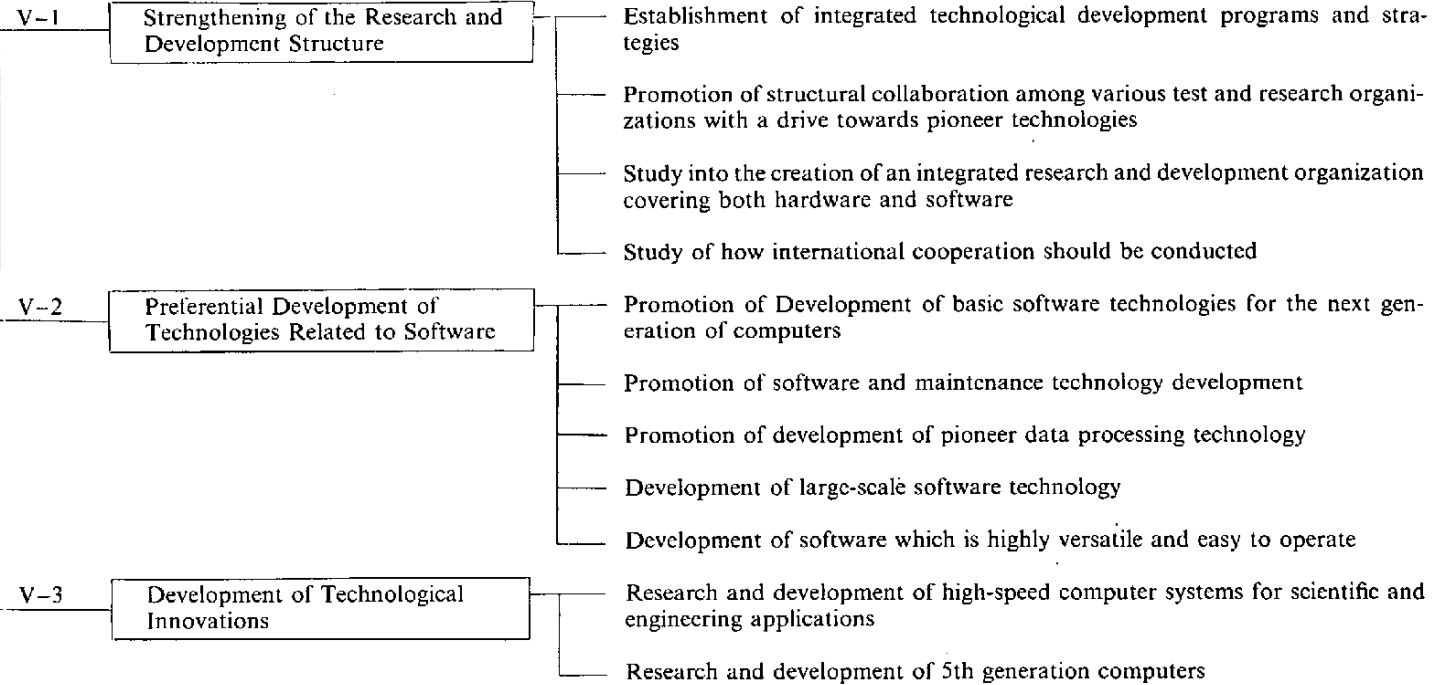 V-1
Strengthening of the Research and
Development Structure
Establishment of integrated technological development programs and stra-
tegies
Promotion of structural collaboration among various test and research organi-
zations with a drive towards pioneer technologies
Study into the creation of an integrated research and development organization
covering both hardware and software
Study of how international cooperation should be conducted
V-2
Preferential Development of
Technologies Related to Software
Promotion of Development of basic software technologies for the next gen-
eration of computers
Promotion of software and maintenance technology development
Promotion of development of pioneer data processing technology
Development of large-scale software technology
Development of software which is highly versatile and easy to operate
V-3
Development of Technological
Innovations
Research and development of high-speed computer systems for scientific and
engineering applications
Research and development of 5th generation computers